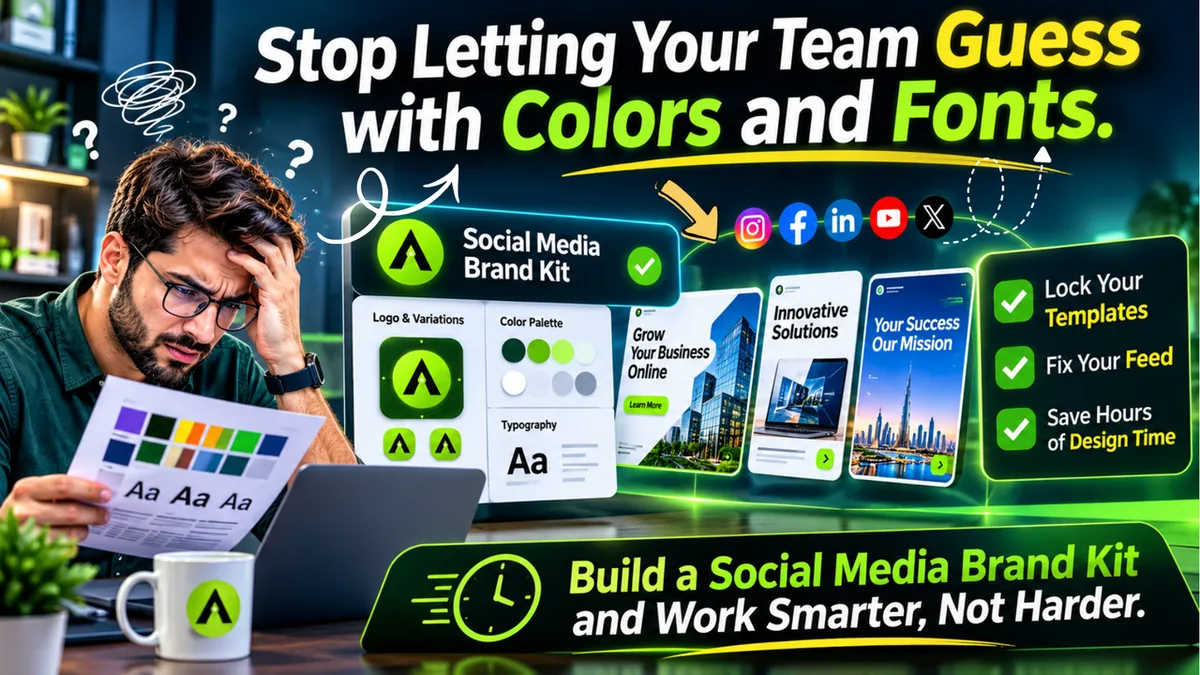 Stop Letting Your Team Guess
with Colors and Fonts.
?
?
?
Social Media
Brand Kit
Logo & Variations
Color Palette
Typography
Aa
Aa Aa Aa
Grow
Your Business
Online
Learn More
Innovative
Solutions
Your Success
Our Mission
Lock Your
Templates
Fix Your Feed
Save Hours
of Design Time
Build a Social Media Brand Kit
and Work Smarter, Not Harder.